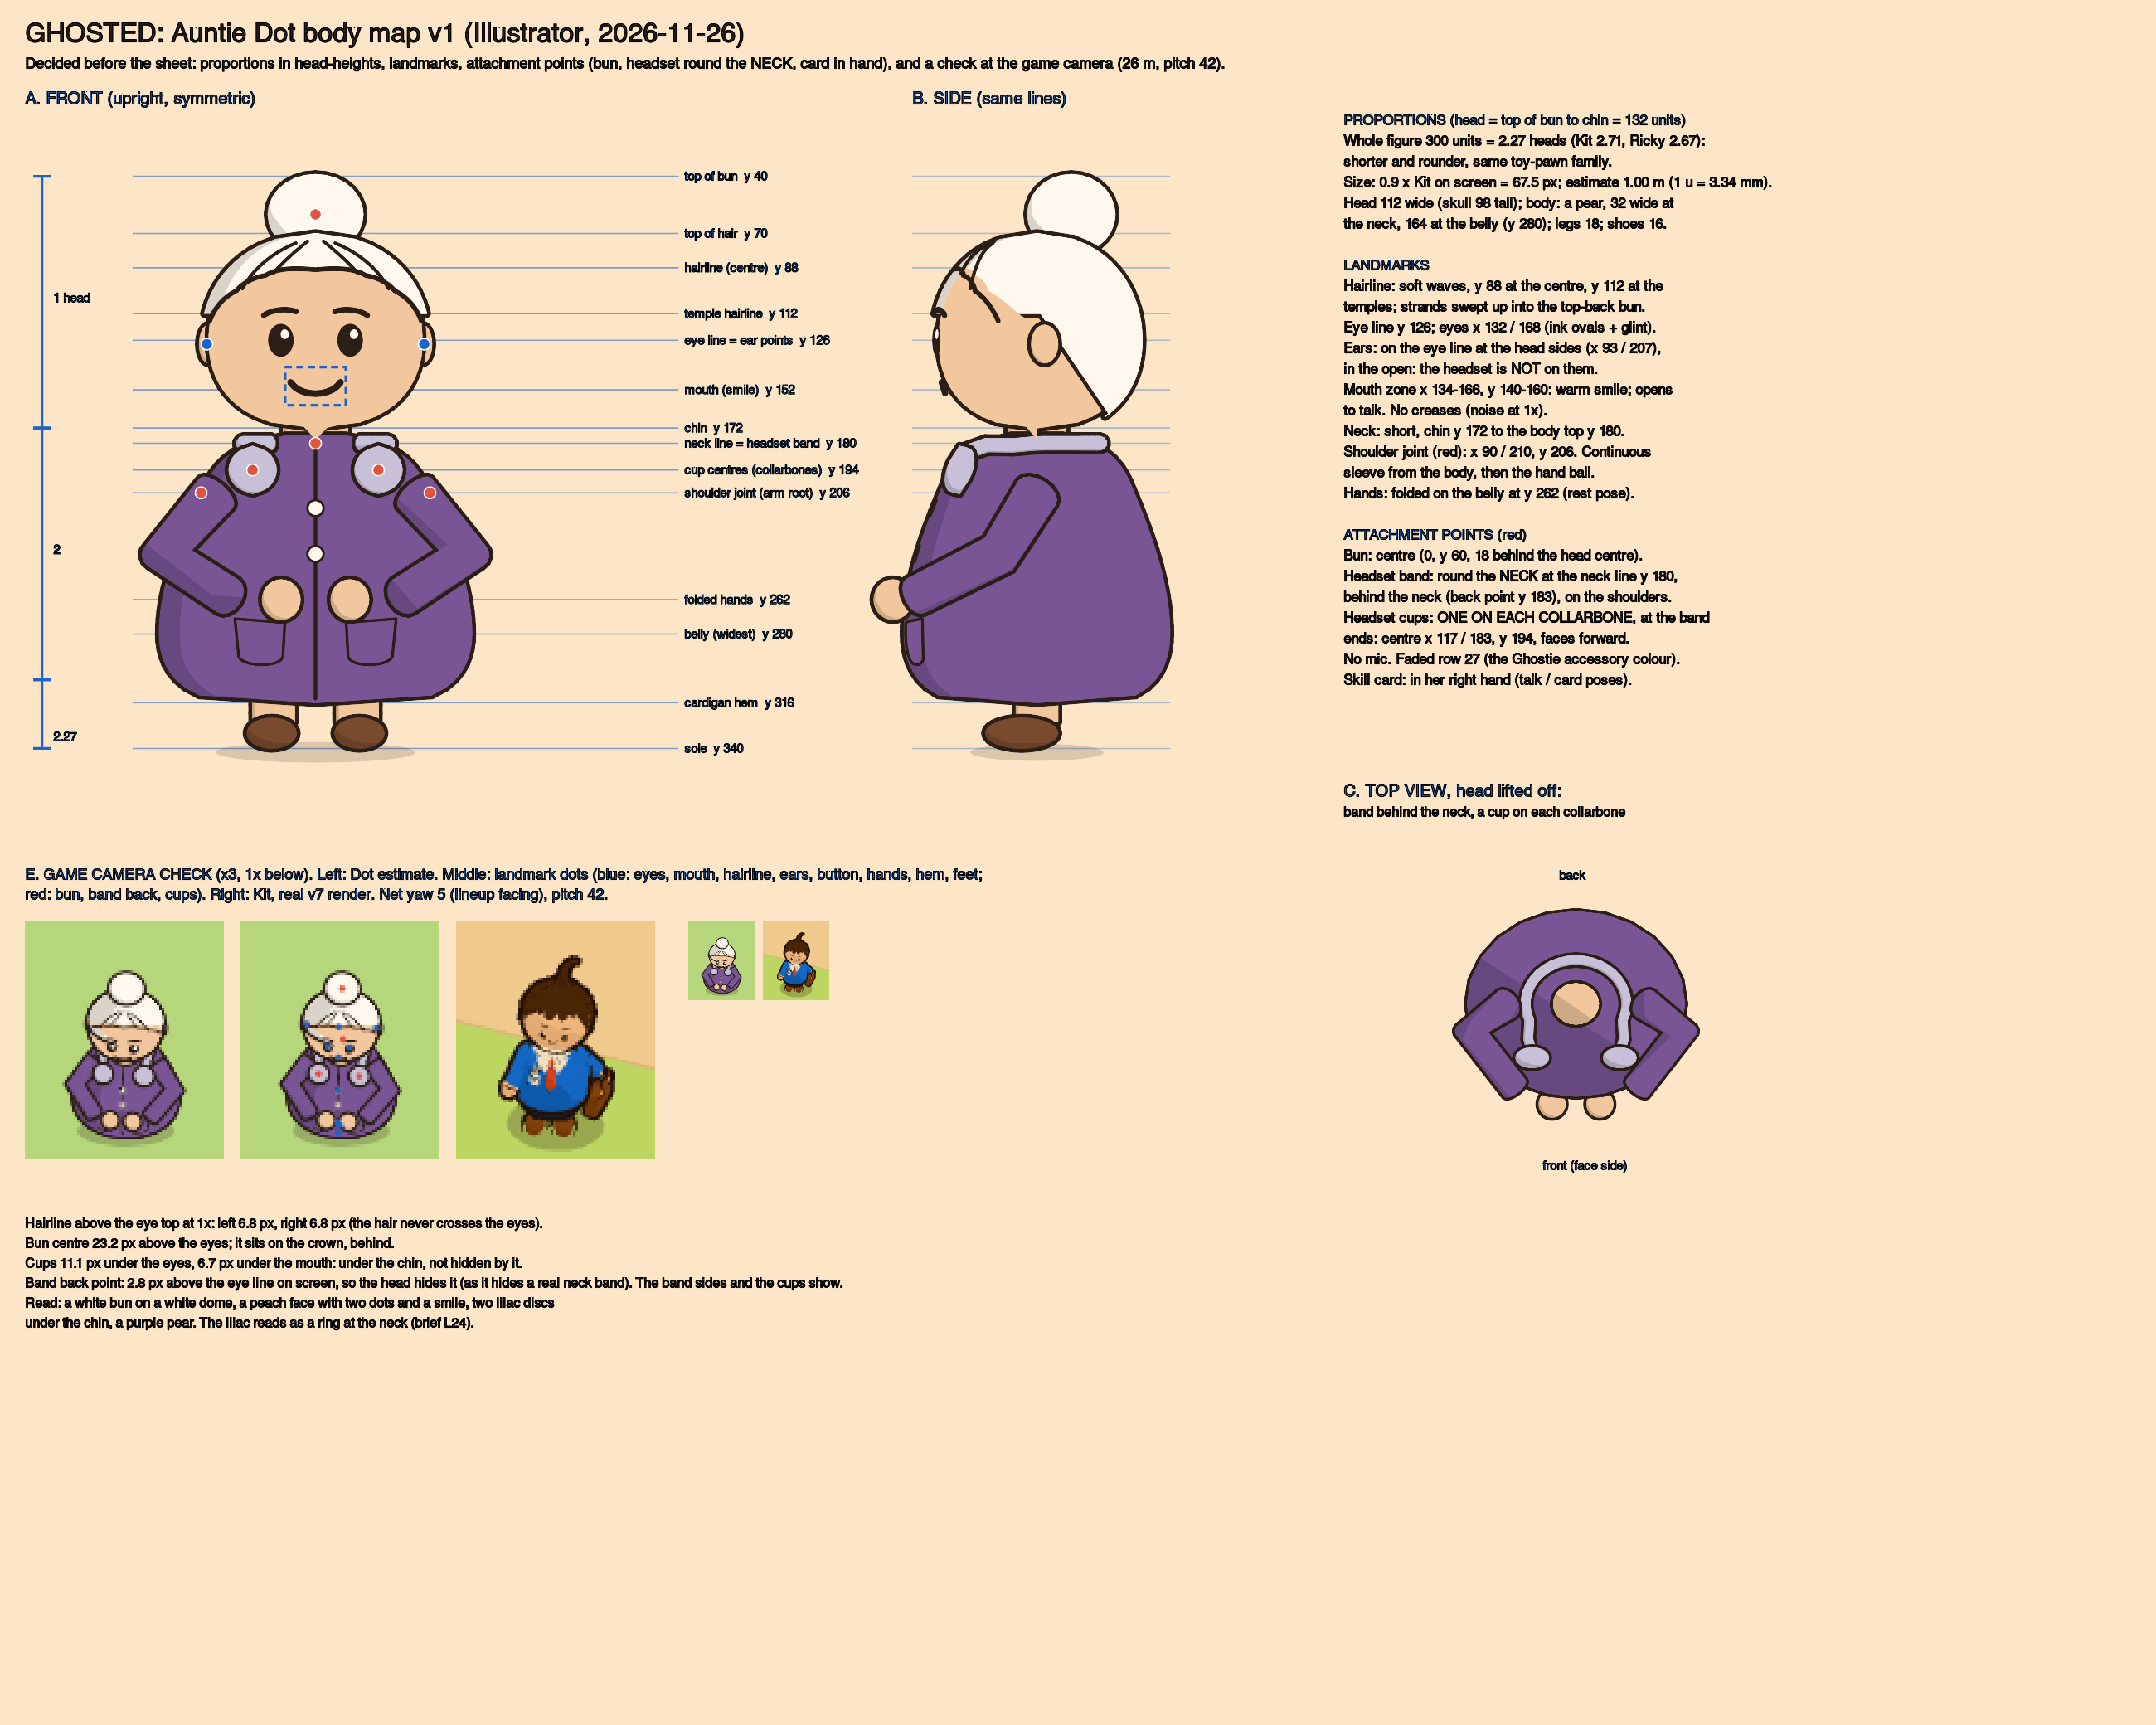 GHOSTED: Auntie Dot body map v1 (Illustrator, 2026-11-26)
Decided before the sheet: proportions in head-heights, landmarks, attachment points (bun, headset round the NECK, card in hand), and a check at the game camera (26 m, pitch 42).
A. FRONT (upright, symmetric)
1 head
2
2.27
top of bun y 40
top of hair y 70
hairline (centre) y 88
temple hairline y 112
eye line = ear points y 126
mouth (smile) y 152
chin y 172
neck line = headset band y 180
cup centres (collarbones) y 194
shoulder joint (arm root) y 206
folded hands y 262
belly (widest) y 280
cardigan hem y 316
sole y 340
B. SIDE (same lines)
PROPORTIONS (head = top of bun to chin = 132 units)
Whole figure 300 units = 2.27 heads (Kit 2.71, Ricky 2.67):
shorter and rounder, same toy-pawn family.
Size: 0.9 x Kit on screen = 67.5 px; estimate 1.00 m (1 u = 3.34 mm).
Head 112 wide (skull 98 tall); body: a pear, 32 wide at
the neck, 164 at the belly (y 280); legs 18; shoes 16.
LANDMARKS
Hairline: soft waves, y 88 at the centre, y 112 at the
temples; strands swept up into the top-back bun.
Eye line y 126; eyes x 132 / 168 (ink ovals + glint).
Ears: on the eye line at the head sides (x 93 / 207),
in the open: the headset is NOT on them.
Mouth zone x 134-166, y 140-160: warm smile; opens
to talk. No creases (noise at 1x).
Neck: short, chin y 172 to the body top y 180.
Shoulder joint (red): x 90 / 210, y 206. Continuous
sleeve from the body, then the hand ball.
Hands: folded on the belly at y 262 (rest pose).
ATTACHMENT POINTS (red)
Bun: centre (0, y 60, 18 behind the head centre).
Headset band: round the NECK at the neck line y 180,
behind the neck (back point y 183), on the shoulders.
Headset cups: ONE ON EACH COLLARBONE, at the band
ends: centre x 117 / 183, y 194, faces forward.
No mic. Faded row 27 (the Ghostie accessory colour).
Skill card: in her right hand (talk / card poses).
C. TOP VIEW, head lifted off:
band behind the neck, a cup on each collarbone
back
front (face side)
E. GAME CAMERA CHECK (x3, 1x below). Left: Dot estimate. Middle: landmark dots (blue: eyes, mouth, hairline, ears, button, hands, hem, feet;
red: bun, band back, cups). Right: Kit, real v7 render. Net yaw 5 (lineup facing), pitch 42.
Hairline above the eye top at 1x: left 6.8 px, right 6.8 px (the hair never crosses the eyes).
Bun centre 23.2 px above the eyes; it sits on the crown, behind.
Cups 11.1 px under the eyes, 6.7 px under the mouth: under the chin, not hidden by it.
Band back point: 2.8 px above the eye line on screen, so the head hides it (as it hides a real neck band). The band sides and the cups show.
Read: a white bun on a white dome, a peach face with two dots and a smile, two lilac discs
under the chin, a purple pear. The lilac reads as a ring at the neck (brief L24).